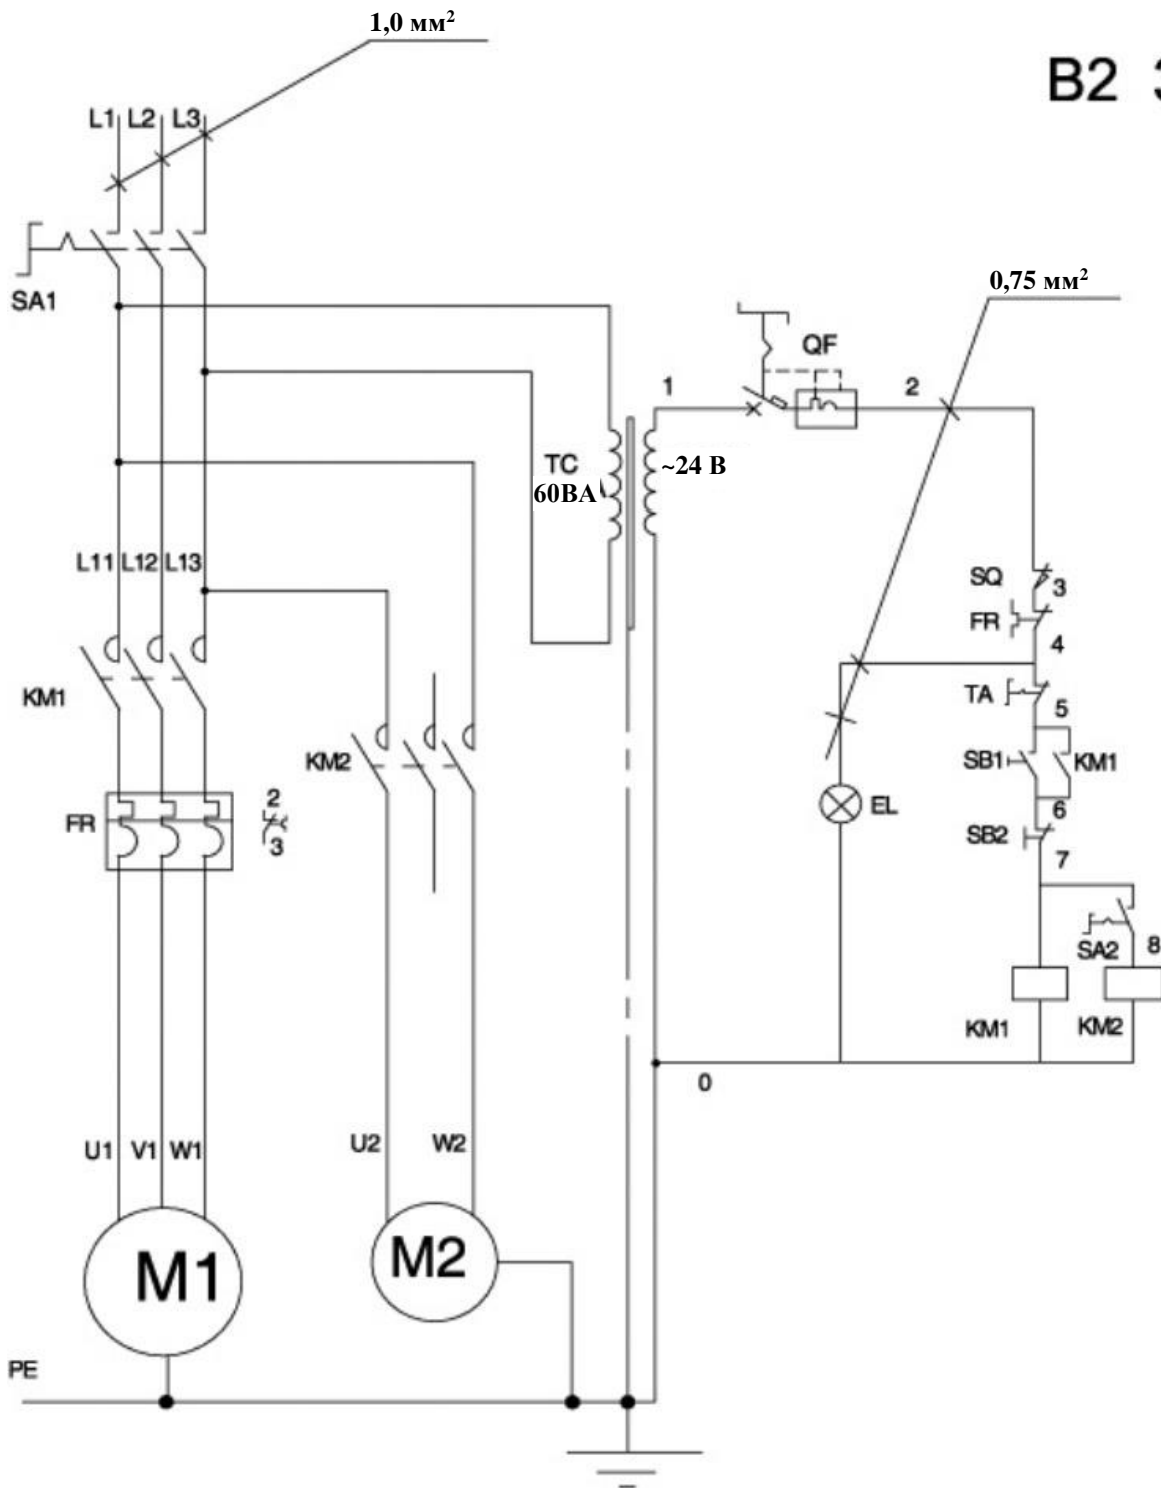 1,0 мм²
B2 3
L1 L2 L3
SA1
0,75 мм²
QF
1
2
TC
60ВА
~24 В
L11 L12 L13
SQ
3
FR
4
TA
5
KM1
SB1
KM1
KM2
6
FR
2
3
EL
SB2
7
SA2
8
KM1
KM2
0
U1 V1 W1
U2
W2
M1
M2
PE